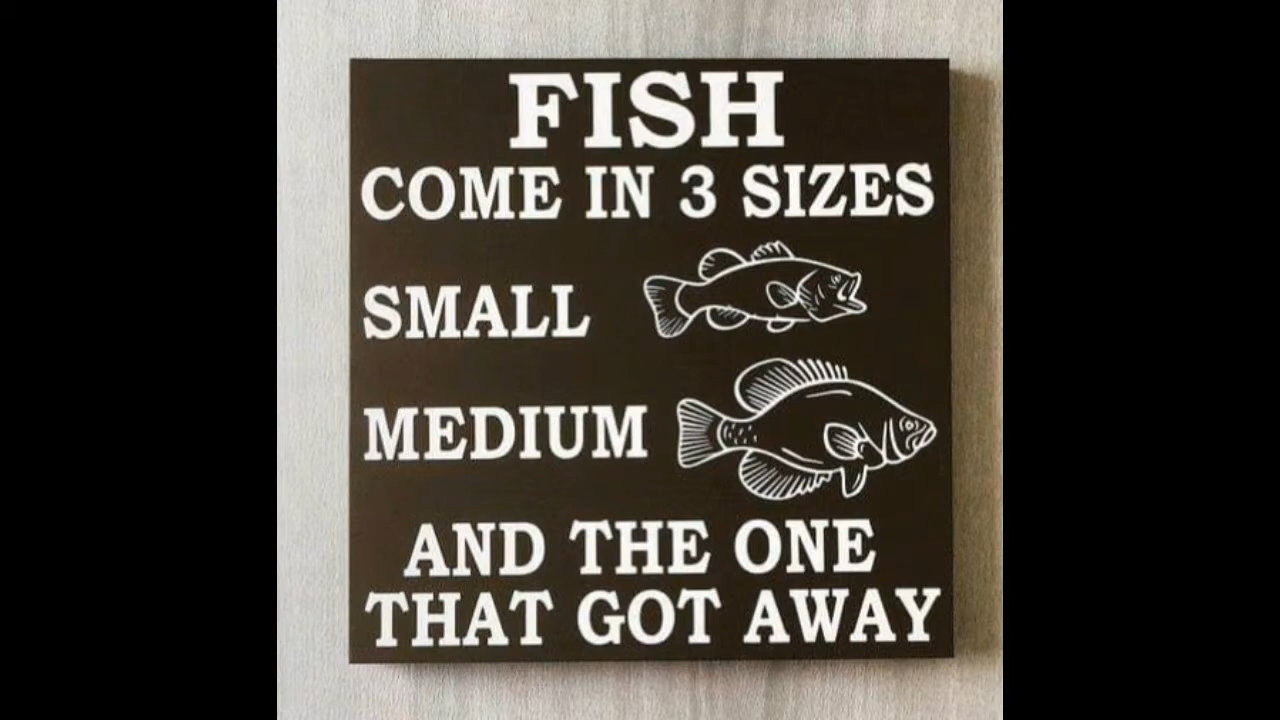 FISH
COME IN 3 SIZES
SMALL
MEDIUM
AND THE ONE
THAT GOT AWAY